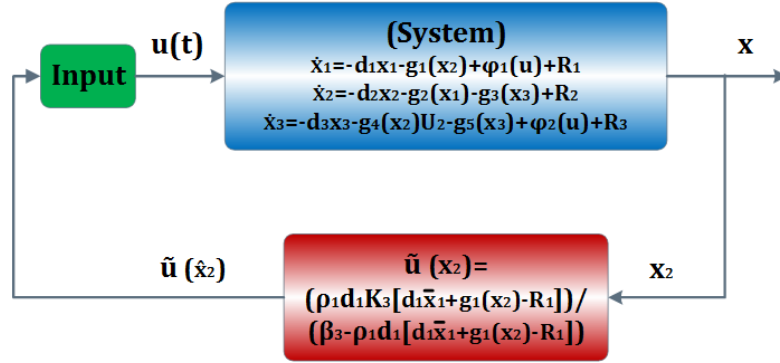 u(t)
(System)
ẋ₁=-d₁x₁-g₁(x₂)+φ₁(u)+R₁
ẋ₂=-d₂x₂-g₂(x₁)-g₃(x₃)+R₂
ẋ₃=-d₃x₃-g₄(x₂)U₂-g₅(x₃)+φ₂(u)+R₃
x
Input
ũ (x̂₂)
ũ (x₂)=
(ρ₁d₁K₃[d₁x̄₁+g₁(x₂)-R₁])/
(β₃-ρ₁d₁[d₁x̄₁+g₁(x₂)-R₁])
x₂